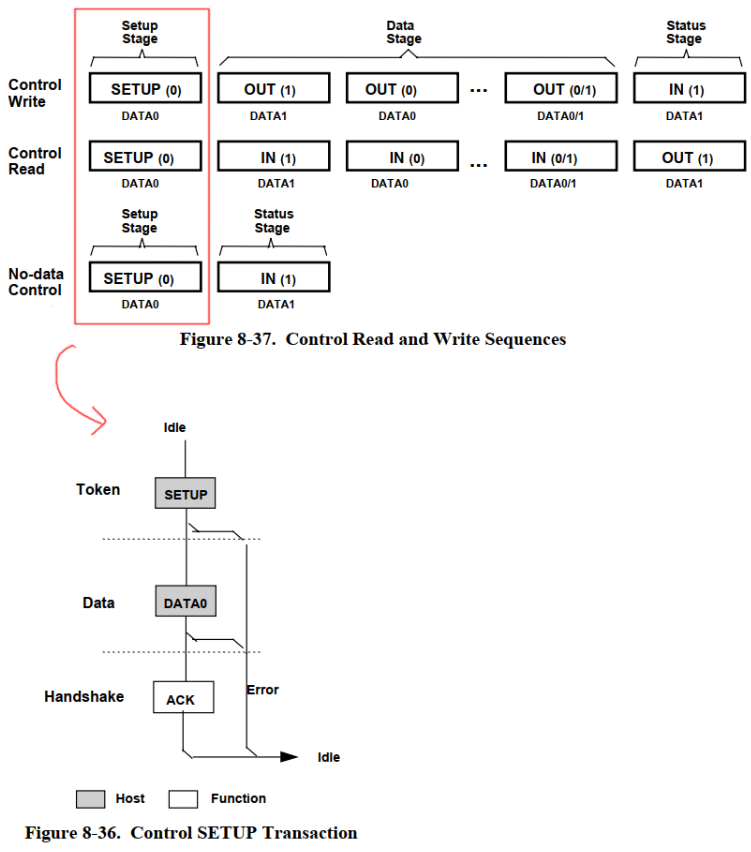 Setup
Stage
Data
Stage
Status
Stage
Control
Write
SETUP (0)
OUT (1)
OUT (0)
...
OUT (0/1)
IN (1)
DATA0
DATA1
DATA0
DATA0/1
DATA1
Control
Read
SETUP (0)
IN (1)
IN (0)
...
IN (0/1)
OUT (1)
DATA0
DATA1
DATA0
DATA0/1
DATA1
Setup
Stage
Status
Stage
No-data
Control
SETUP (0)
IN (1)
DATA0
DATA1
Figure 8-37. Control Read and Write Sequences
Idle
Token
SETUP
Data
DATA0
Handshake
ACK
Error
Idle
Host
Function
Figure 8-36. Control SETUP Transaction